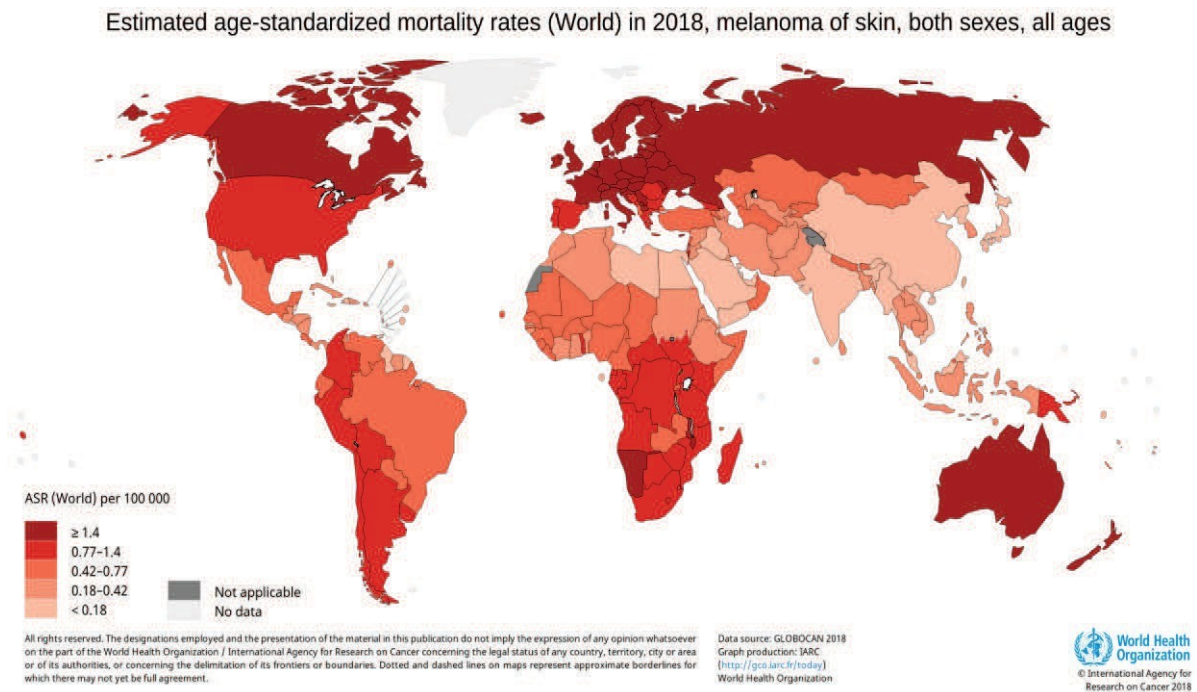 Estimated age-standardized mortality rates (World) in 2018, melanoma of skin, both sexes, all ages
ASR (World) per 100 000
≥ 1.4
0.77–1.4
0.42–0.77
0.18–0.42
< 0.18
Not applicable
No data
All rights reserved. The designations employed and the presentation of the material in this publication do not imply the expression of any opinion whatsoever
on the part of the World Health Organization / International Agency for Research on Cancer concerning the legal status of any country, territory, city or area
or of its authorities, or concerning the delimitation of its frontiers or boundaries. Dotted and dashed lines on maps represent approximate borderlines for
which there may not yet be full agreement.
Data source: GLOBOCAN 2018
Graph production: IARC
(http://gco.iarc.fr/today)
World Health Organization
World Health
Organization
© International Agency for
Research on Cancer 2018